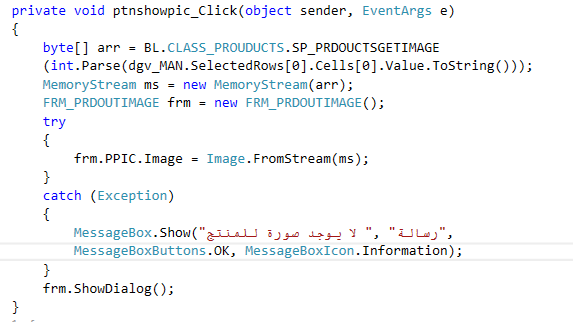 private void ptnshowpic_Click(object sender, EventArgs e)
{
byte[] arr = BL.CLASS_PROUDUCTS.SP_PRDOUCTSGETIMAGE
(int.Parse(dgv_MAN.SelectedRows[0].Cells[0].Value.ToString()));
MemoryStream ms = new MemoryStream(arr);
FRM_PRDOUTIMAGE frm = new FRM_PRDOUTIMAGE();
try
{
frm.PPIC.Image = Image.FromStream(ms);
}
catch (Exception)
{
MessageBox.Show("لا يوجد صورة للمنتج ", "رسالة",
MessageBoxButtons.OK, MessageBoxIcon.Information);
}
frm.ShowDialog();
}